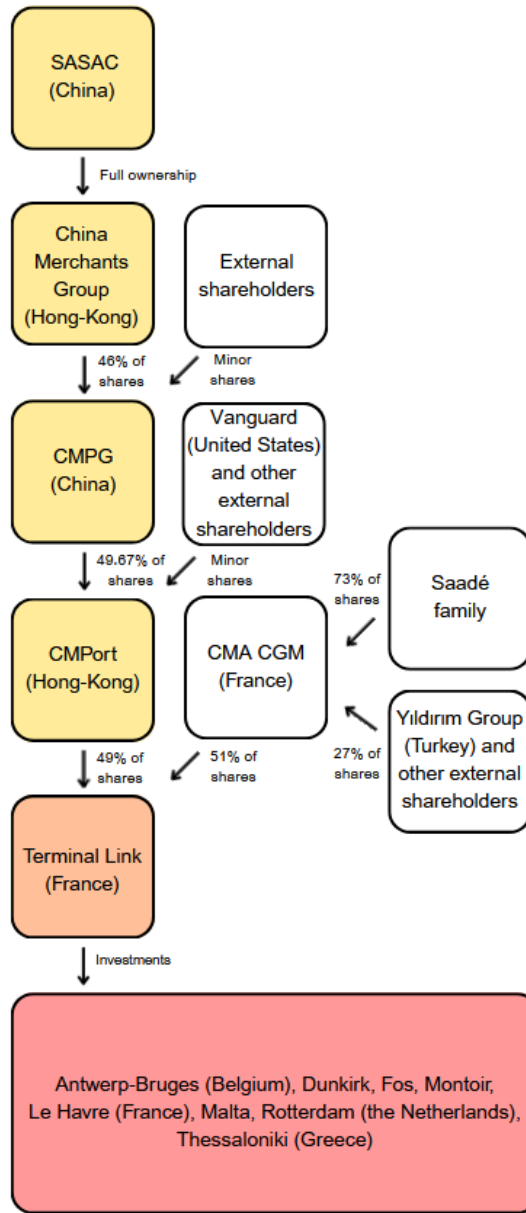 SASAC
(China)
Full ownership
China
Merchants
Group
(Hong-Kong)
External
shareholders
46% of
shares
Minor
shares
CMPG
(China)
Vanguard
(United States)
and other
external
shareholders
49.67% of
shares
Minor
shares
73% of
shares
Saadé
family
CMPort
(Hong-Kong)
CMA CGM
(France)
Yıldırım Group
(Turkey) and
other external
shareholders
49% of
shares
51% of
shares
27% of
shares
Terminal Link
(France)
Investments
Antwerp-Bruges (Belgium), Dunkirk, Fos, Montoir,
Le Havre (France), Malta, Rotterdam (the Netherlands),
Thessaloniki (Greece)